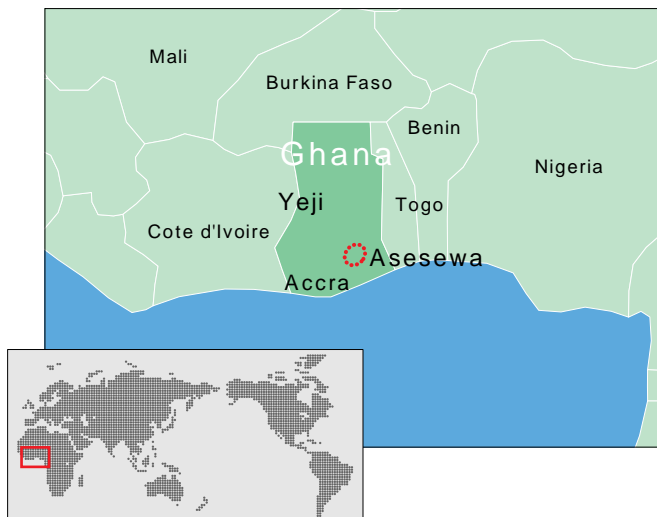 Mali
Burkina Faso
Benin
Ghana
Nigeria
Yeji
Togo
Cote d'Ivoire
Asesewa
Accra